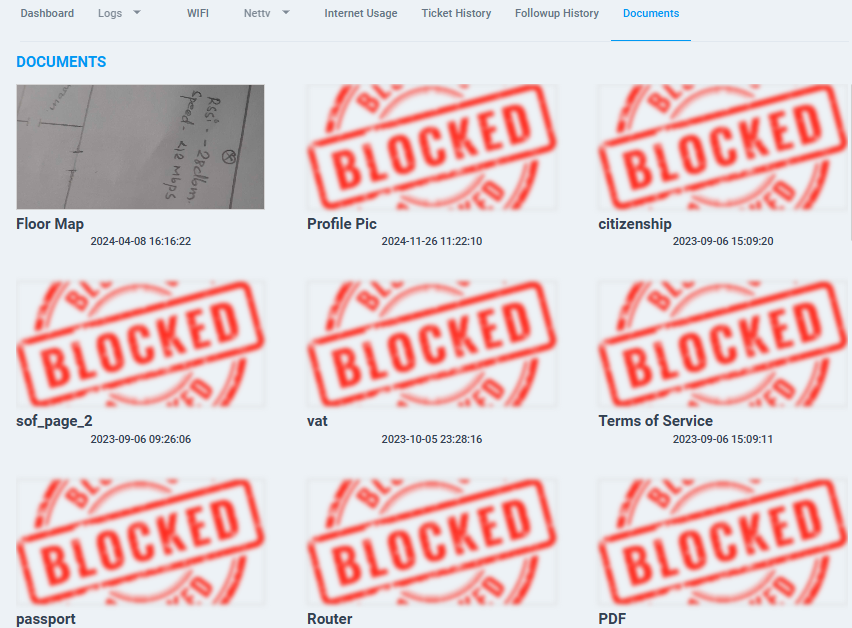 Dashboard Logs WIFI Nettv Internet Usage Ticket History Followup History Documents
DOCUMENTS
Rssi - -28dbm
speed - 42 Mbps
BLOCKED
BLOCKED
Floor Map Profile Pic citizenship
2024-04-08 16:16:22 2024-11-26 11:22:10 2023-09-06 15:09:20
BLOCKED
BLOCKED
BLOCKED
sof_page_2 vat Terms of Service
2023-09-06 09:26:06 2023-10-05 23:28:16 2023-09-06 15:09:11
BLOCKED
BLOCKED
BLOCKED
passport Router PDF